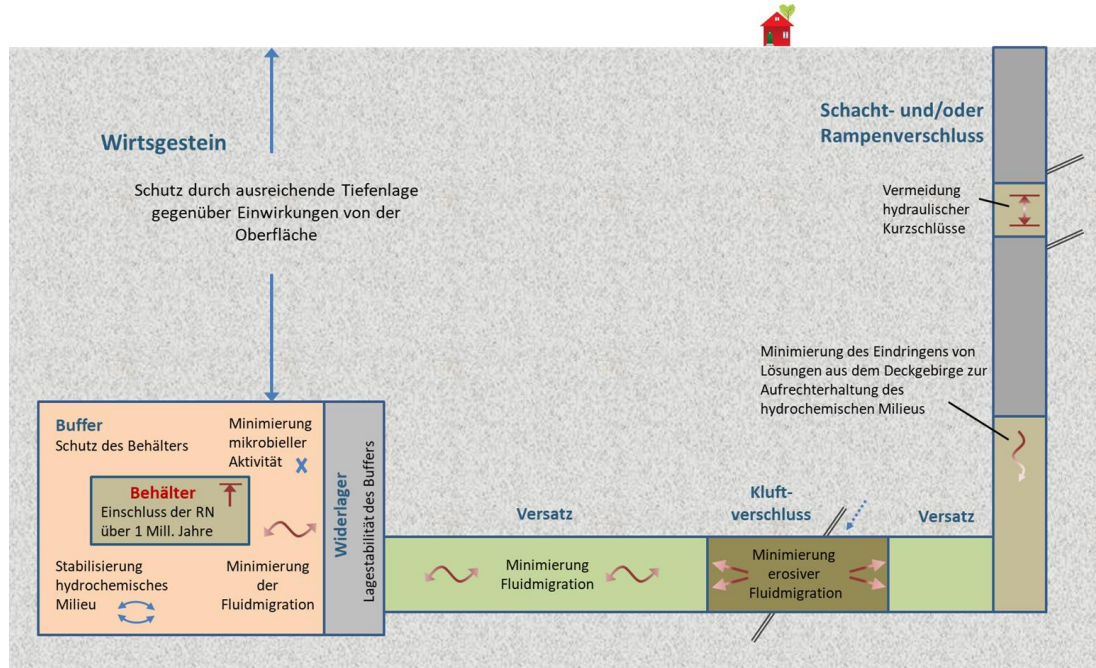 Wirtsgestein
Schutz durch ausreichende Tiefenlage
gegenüber Einwirkungen von der
Oberfläche
Schacht- und/oder
Rampenverschluss
Vermeidung
hydraulischer
Kurzschlüsse
Minimierung des Eindringens von
Lösungen aus dem Deckgebirge zur
Aufrechterhaltung des
hydrochemischen Milieus
Buffer
Schutz des Behälters
Minimierung
mikrobieller
Aktivität
Behälter
Einschluss der RN
über 1 Mill. Jahre
Stabilisierung
hydrochemisches
Milieu
Minimierung
der
Fluidmigration
Widerlager
Lagestabilität des Buffers
Versatz
Minimierung
Fluidmigration
Kluft-
verschluss
Minimierung
erosiver
Fluidmigration
Versatz